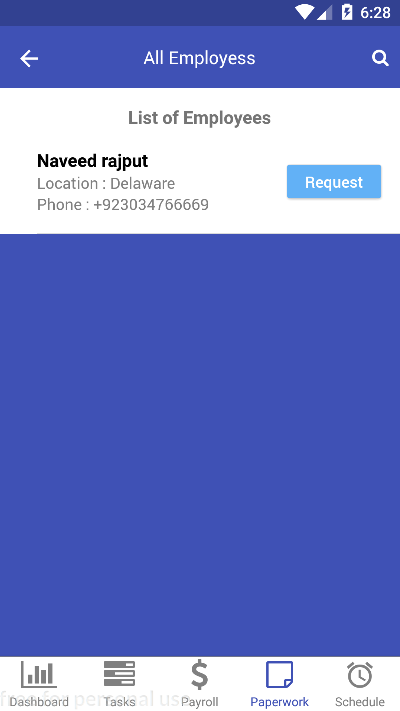 6:28
All Employess
List of Employees
Naveed rajput
Location : Delaware
Request
Phone : +923034766669
Dashboard
Tasks
Payroll
Paperwork
Schedule
free for personal use